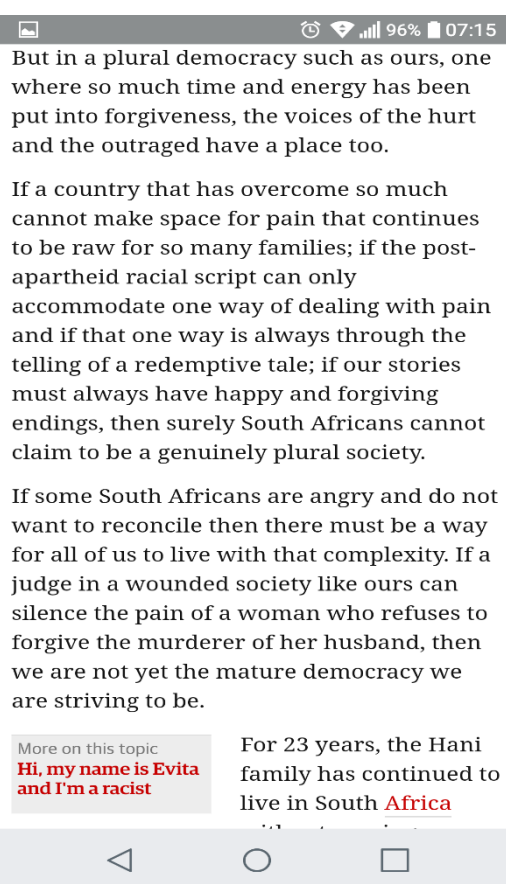 96% 07:15
But in a plural democracy such as ours, one
where so much time and energy has been
put into forgiveness, the voices of the hurt
and the outraged have a place too.
If a country that has overcome so much
cannot make space for pain that continues
to be raw for so many families; if the post-
apartheid racial script can only
accommodate one way of dealing with pain
and if that one way is always through the
telling of a redemptive tale; if our stories
must always have happy and forgiving
endings, then surely South Africans cannot
claim to be a genuinely plural society.
If some South Africans are angry and do not
want to reconcile then there must be a way
for all of us to live with that complexity. If a
judge in a wounded society like ours can
silence the pain of a woman who refuses to
forgive the murderer of her husband, then
we are not yet the mature democracy we
are striving to be.
More on this topic
Hi, my name is Evita
and I'm a racist
For 23 years, the Hani
family has continued to
live in South Africa